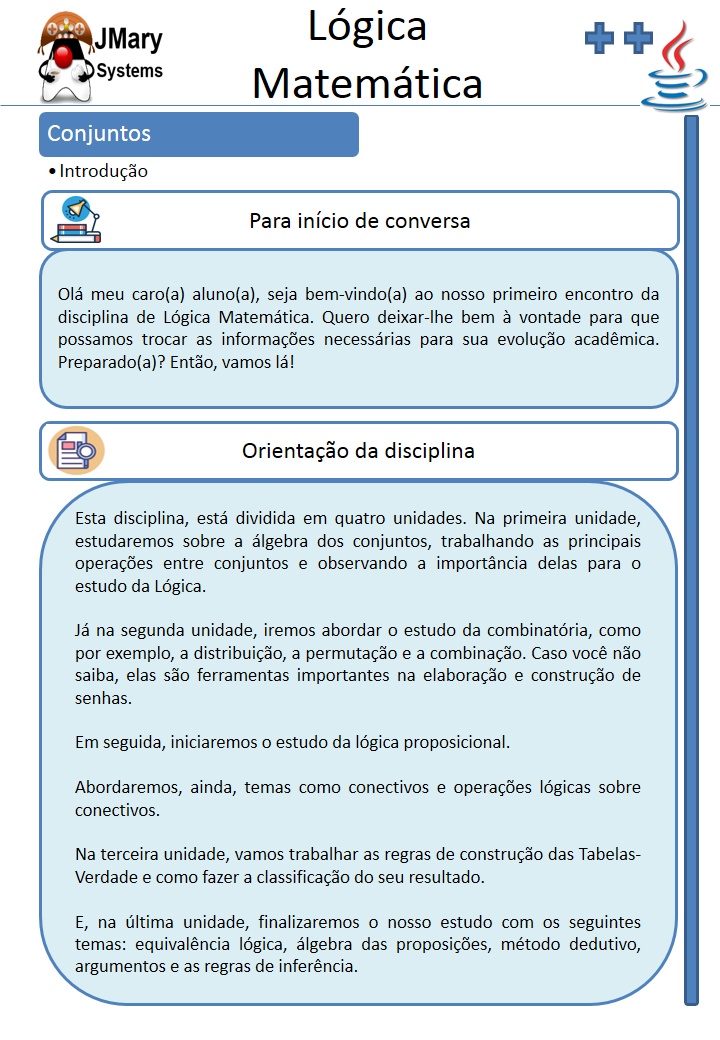 JMary
Systems
Lógica
Matemática
Conjuntos
•Introdução
Para início de conversa
Olá meu caro(a) aluno(a), seja bem-vindo(a) ao nosso primeiro encontro da
disciplina de Lógica Matemática. Quero deixar-lhe bem à vontade para que
possamos trocar as informações necessárias para sua evolução acadêmica.
Preparado(a)? Então, vamos lá!
Orientação da disciplina
Esta disciplina, está dividida em quatro unidades. Na primeira unidade,
estudaremos sobre a álgebra dos conjuntos, trabalhando as principais
operações entre conjuntos e observando a importância delas para o
estudo da Lógica.
Já na segunda unidade, iremos abordar o estudo da combinatória, como
por exemplo, a distribuição, a permutação e a combinação. Caso você não
saiba, elas são ferramentas importantes na elaboração e construção de
senhas.
Em seguida, iniciaremos o estudo da lógica proposicional.
Abordaremos, ainda, temas como conectivos e operações lógicas sobre
conectivos.
Na terceira unidade, vamos trabalhar as regras de construção das Tabelas-
Verdade e como fazer a classificação do seu resultado.
E, na última unidade, finalizaremos o nosso estudo com os seguintes
temas: equivalência lógica, álgebra das proposições, método dedutivo,
argumentos e as regras de inferência.